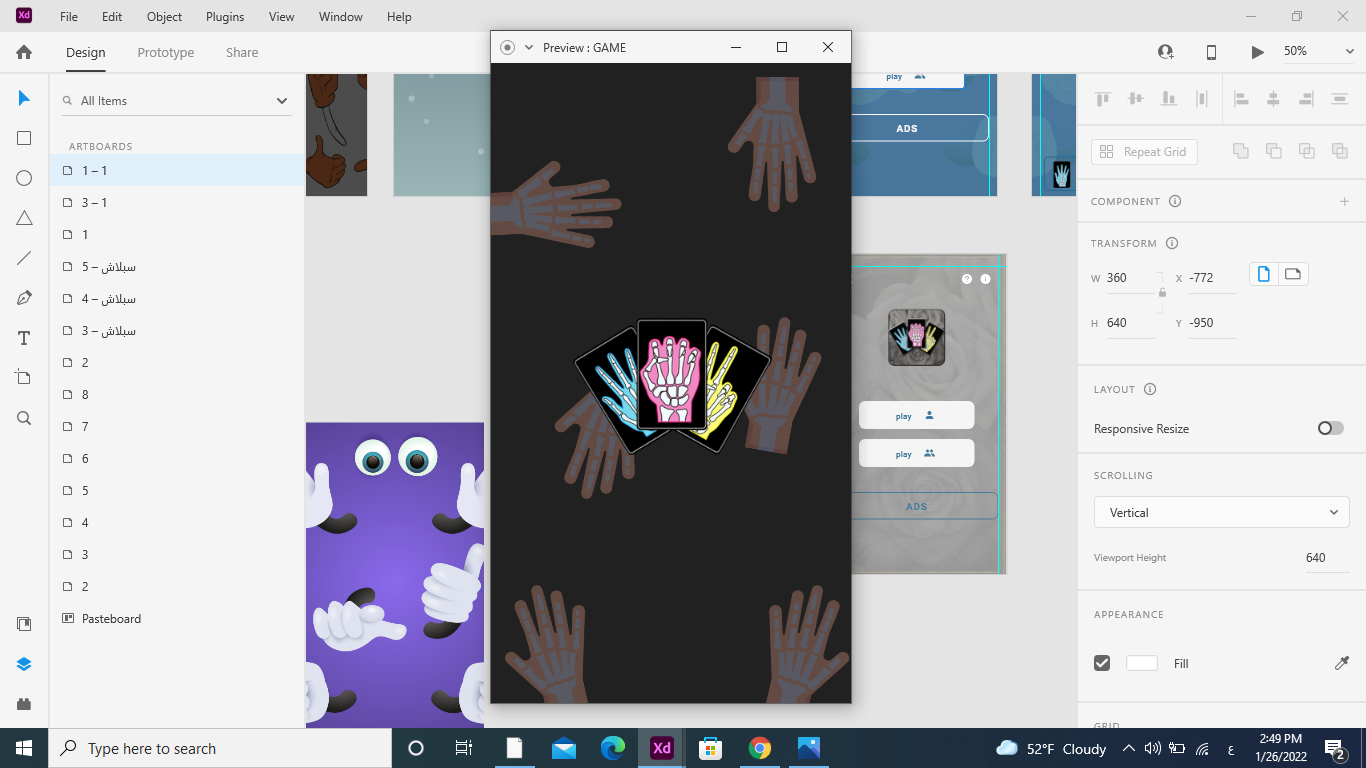 Xd File Edit Object Plugins View Window Help
Design Prototype Share
Preview : GAME
50%
All Items
ARTBOARDS
1 – 1
3 – 1
1
سبلاش – 5
سبلاش – 4
سبلاش – 3
2
8
7
6
5
4
3
2
Pasteboard
play
ADS
play
play
ADS
Repeat Grid
COMPONENT
TRANSFORM
W 360 X -772
H 640 Y -950
LAYOUT
Responsive Resize
SCROLLING
Vertical
Viewport Height 640
APPEARANCE
Fill
GRID
Type here to search
Xd
52°F Cloudy
ع
2:49 PM
1/26/2022
2